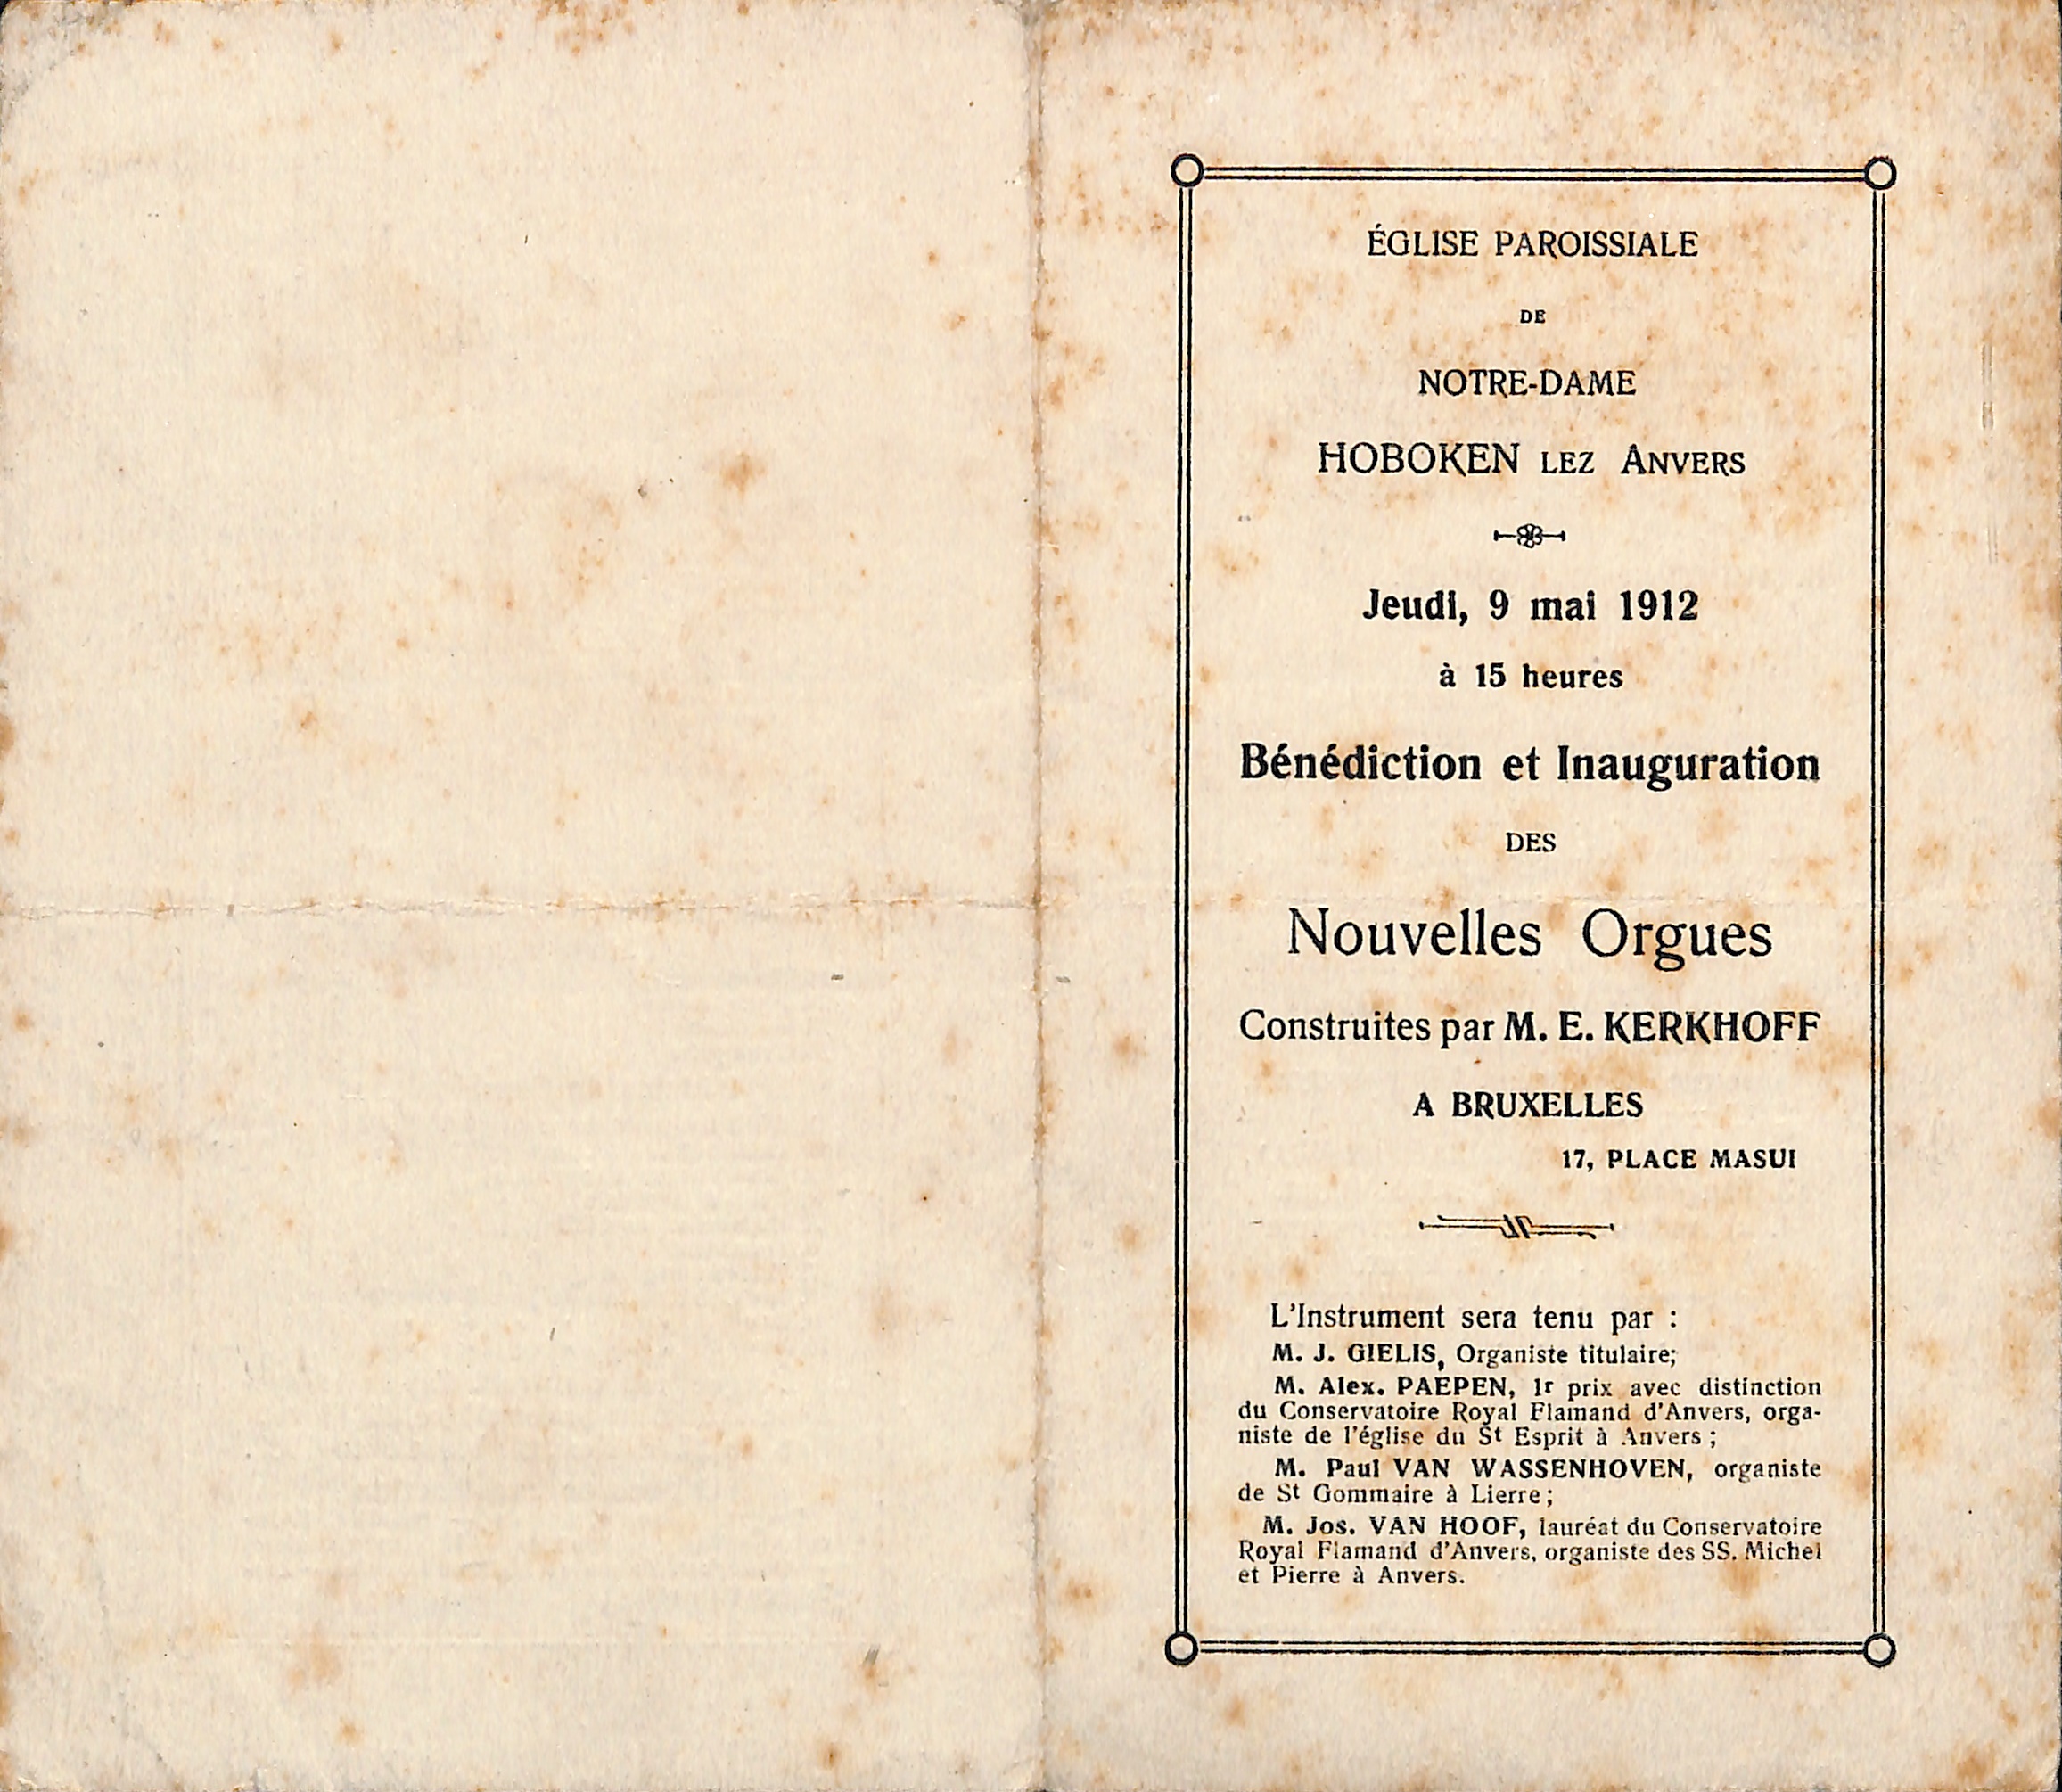 ÉGLISE PAROISSIALE
DE
NOTRE-DAME
HOBOKEN LEZ ANVERS
Jeudi, 9 mai 1912
à 15 heures
Bénédiction et Inauguration
DES
Nouvelles Orgues
Construites par M. E. KERKHOFF
A BRUXELLES
17, PLACE MASUI
L'Instrument sera tenu par :
M. J. GIELIS, Organiste titulaire;
M. Alex. PAEPEN, 1r prix avec distinction
du Conservatoire Royal Flamand d'Anvers, orga-
niste de l'église du St Esprit à Anvers ;
M. Paul VAN WASSENHOVEN, organiste
de St Gommaire à Lierre ;
M. Jos. VAN HOOF, lauréat du Conservatoire
Royal Flamand d'Anvers, organiste des SS. Michel
et Pierre à Anvers.